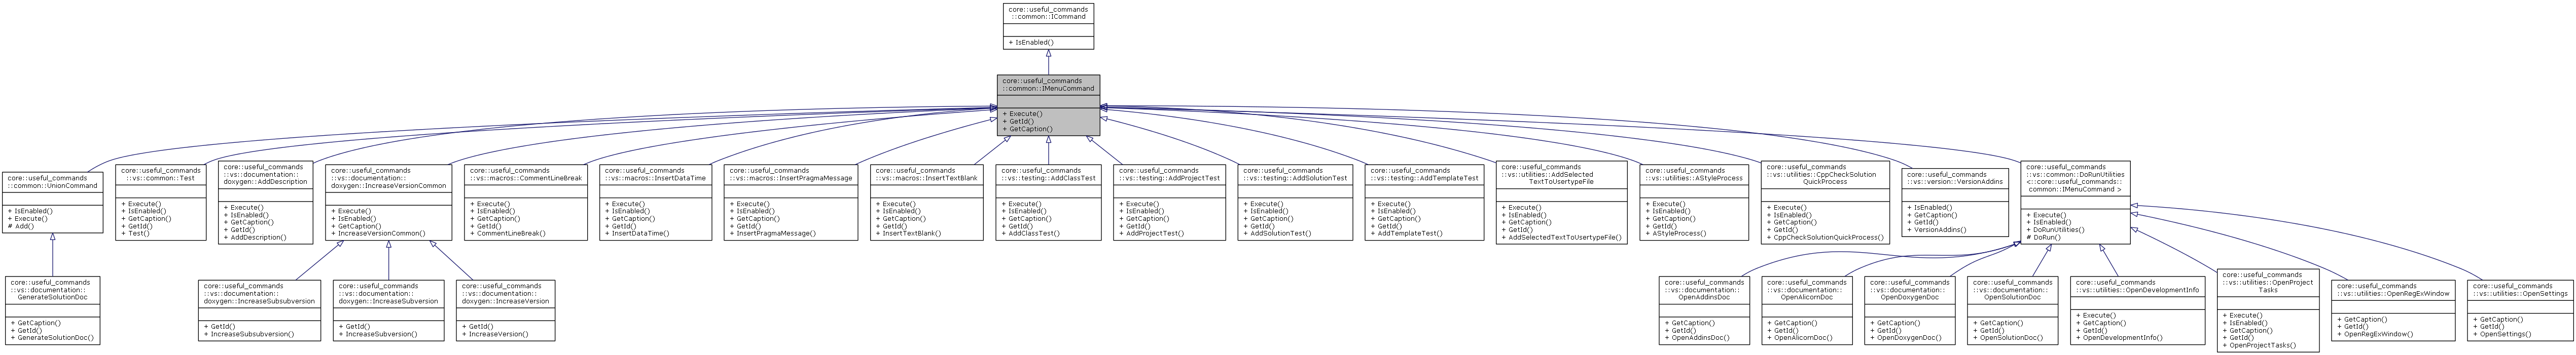 core::useful_commands
::common::ICommand
+ IsEnabled()
core::useful_commands
::common::IMenuCommand
+ Execute()
+ GetId()
+ GetCaption()
core::useful_commands
::common::UnionCommand
+ IsEnabled()
+ Execute()
# Add()
core::useful_commands
::vs::common::Test
+ Execute()
+ IsEnabled()
+ GetCaption()
+ GetId()
+ Test()
core::useful_commands
::vs::documentation::
doxygen::AddDescription
+ Execute()
+ IsEnabled()
+ GetCaption()
+ GetId()
+ AddDescription()
core::useful_commands
::vs::documentation::
doxygen::IncreaseVersionCommon
+ Execute()
+ IsEnabled()
+ GetCaption()
+ IncreaseVersionCommon()
core::useful_commands
::vs::macros::CommentLineBreak
+ Execute()
+ IsEnabled()
+ GetCaption()
+ GetId()
+ CommentLineBreak()
core::useful_commands
::vs::macros::InsertDataTime
+ Execute()
+ IsEnabled()
+ GetCaption()
+ GetId()
+ InsertDataTime()
core::useful_commands
::vs::macros::InsertPragmaMessage
+ Execute()
+ IsEnabled()
+ GetCaption()
+ GetId()
+ InsertPragmaMessage()
core::useful_commands
::vs::macros::InsertTextBlank
+ Execute()
+ IsEnabled()
+ GetCaption()
+ GetId()
+ InsertTextBlank()
core::useful_commands
::vs::testing::AddClassTest
+ Execute()
+ IsEnabled()
+ GetCaption()
+ GetId()
+ AddClassTest()
core::useful_commands
::vs::testing::AddProjectTest
+ Execute()
+ IsEnabled()
+ GetCaption()
+ GetId()
+ AddProjectTest()
core::useful_commands
::vs::testing::AddSolutionTest
+ Execute()
+ IsEnabled()
+ GetCaption()
+ GetId()
+ AddSolutionTest()
core::useful_commands
::vs::testing::AddTemplateTest
+ Execute()
+ IsEnabled()
+ GetCaption()
+ GetId()
+ AddTemplateTest()
core::useful_commands
::vs::utilities::AddSelected
TextToUsertypeFile
+ Execute()
+ IsEnabled()
+ GetCaption()
+ GetId()
+ AddSelectedTextToUsertypeFile()
core::useful_commands
::vs::utilities::AStyleProcess
+ Execute()
+ IsEnabled()
+ GetCaption()
+ GetId()
+ AStyleProcess()
core::useful_commands
::vs::utilities::CppCheckSolution
QuickProcess
+ Execute()
+ IsEnabled()
+ GetCaption()
+ GetId()
+ CppCheckSolutionQuickProcess()
core::useful_commands
::vs::version::VersionAddins
+ IsEnabled()
+ GetCaption()
+ GetId()
+ VersionAddins()
core::useful_commands
::vs::common::DoRunUtilities
<::core::useful_commands::
common::IMenuCommand >
+ Execute()
+ IsEnabled()
+ DoRunUtilities()
# DoRun()
core::useful_commands
::vs::documentation::
GenerateSolutionDoc
+ GetCaption()
+ GetId()
+ GenerateSolutionDoc()
core::useful_commands
::vs::documentation::
doxygen::IncreaseSubsubversion
+ GetId()
+ IncreaseSubsubversion()
core::useful_commands
::vs::documentation::
doxygen::IncreaseSubversion
+ GetId()
+ IncreaseSubversion()
core::useful_commands
::vs::documentation::
doxygen::IncreaseVersion
+ GetId()
+ IncreaseVersion()
core::useful_commands
::vs::documentation::
OpenAddinsDoc
+ GetCaption()
+ GetId()
+ OpenAddinsDoc()
core::useful_commands
::vs::documentation::
OpenAlicornDoc
+ GetCaption()
+ GetId()
+ OpenAlicornDoc()
core::useful_commands
::vs::documentation::
OpenDoxygenDoc
+ GetCaption()
+ GetId()
+ OpenDoxygenDoc()
core::useful_commands
::vs::documentation::
OpenSolutionDoc
+ GetCaption()
+ GetId()
+ OpenSolutionDoc()
core::useful_commands
::vs::utilities::OpenDevelopmentInfo
+ Execute()
+ GetCaption()
+ GetId()
+ OpenDevelopmentInfo()
core::useful_commands
::vs::utilities::OpenProject
Tasks
+ Execute()
+ IsEnabled()
+ GetCaption()
+ GetId()
+ OpenProjectTasks()
core::useful_commands
::vs::utilities::OpenRegExWindow
+ GetCaption()
+ GetId()
+ OpenRegExWindow()
core::useful_commands
::vs::utilities::OpenSettings
+ GetCaption()
+ GetId()
+ OpenSettings()